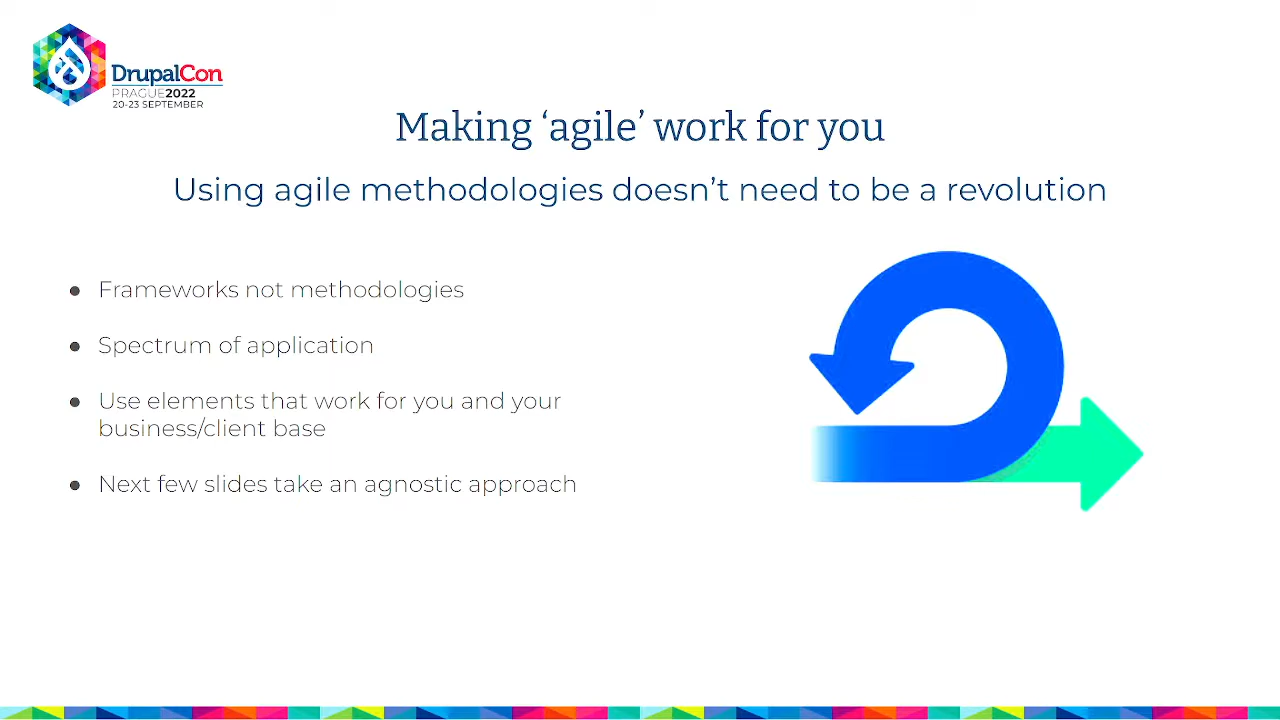 DrupalCon
PRAGUE2022
20-23 SEPTEMBER
Making ‘agile’ work for you
Using agile methodologies doesn’t need to be a revolution
● Frameworks not methodologies
● Spectrum of application
● Use elements that work for you and your
business/client base
● Next few slides take an agnostic approach